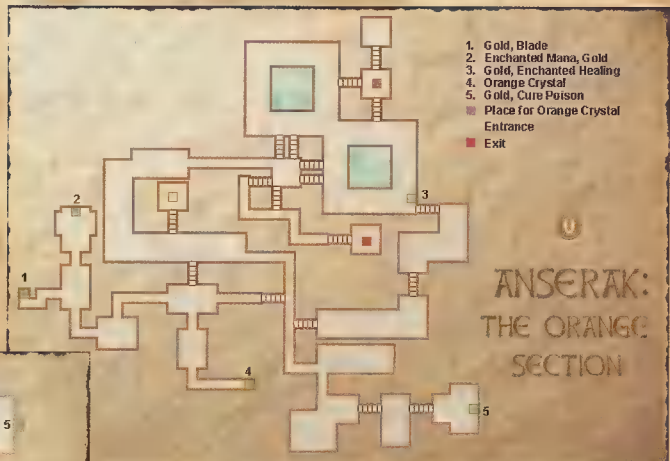 1. Gold, Blade
2. Enchanted Mana, Gold
3. Gold, Enchanted Healing
4. Orange Crystal
5. Gold, Cure Poison
Place for Orange Crystal
Entrance
Exit
2
3
1
ANSERAK:
THE ORANGE
SECTION
4
5
5